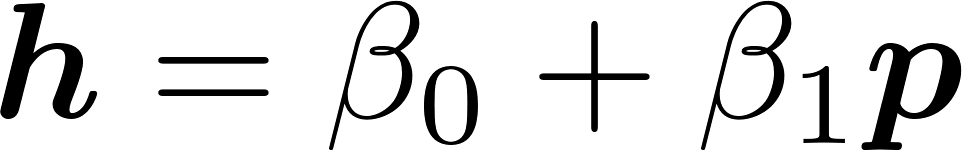 h = β₀ + β₁p